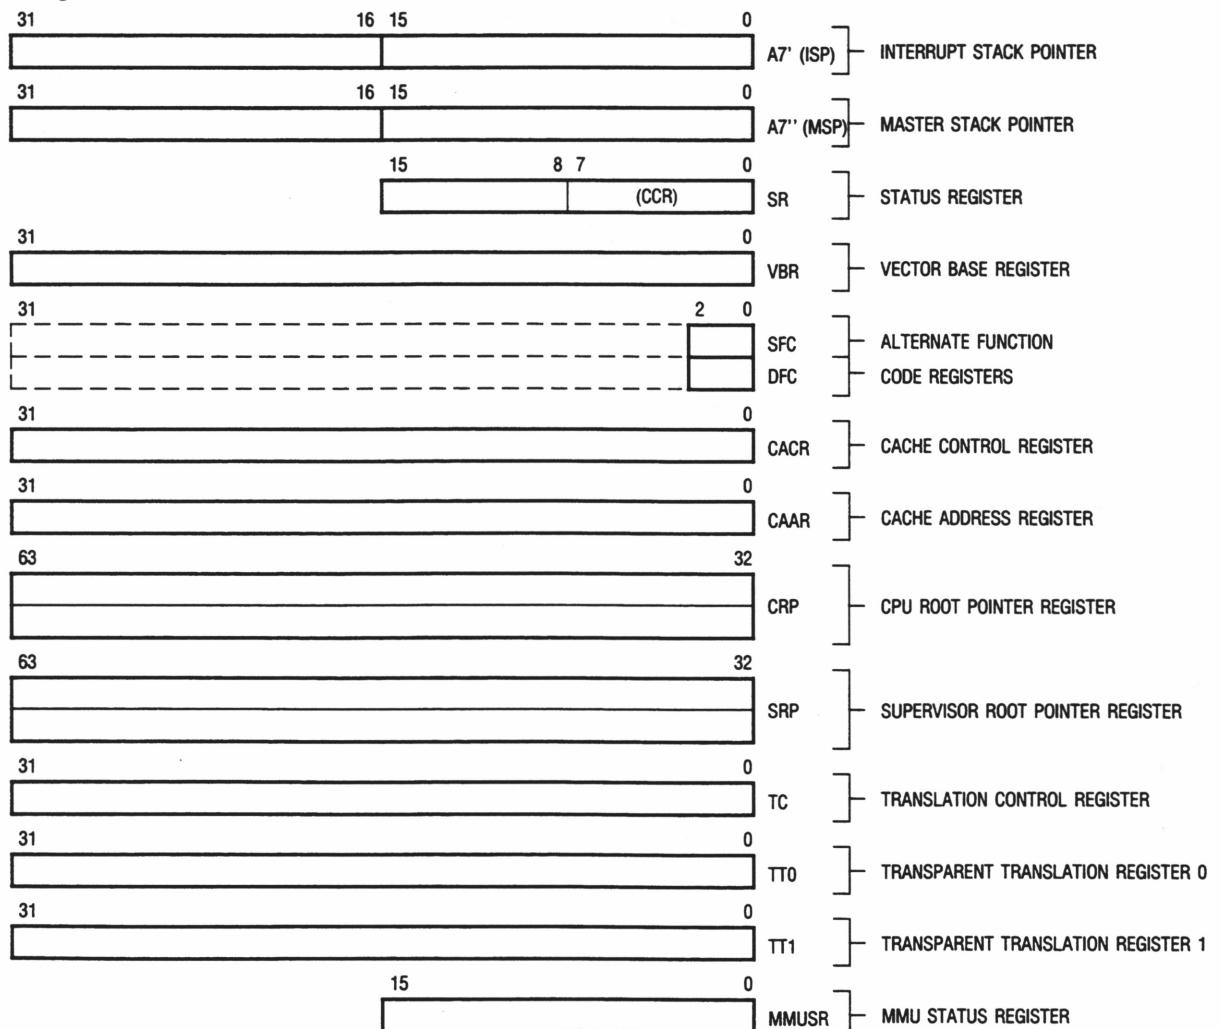 31 16 15 0
A7' (ISP) INTERRUPT STACK POINTER
31 16 15 0
A7'' (MSP) MASTER STACK POINTER
15 8 7 0
(CCR) SR STATUS REGISTER
31 0
VBR VECTOR BASE REGISTER
31 2 0
SFC ALTERNATE FUNCTION
DFC CODE REGISTERS
31 0
CACR CACHE CONTROL REGISTER
31 0
CAAR CACHE ADDRESS REGISTER
63 32
CRP CPU ROOT POINTER REGISTER
63 32
SRP SUPERVISOR ROOT POINTER REGISTER
31 0
TC TRANSLATION CONTROL REGISTER
31 0
TT0 TRANSPARENT TRANSLATION REGISTER 0
31 0
TT1 TRANSPARENT TRANSLATION REGISTER 1
15 0
MMUSR MMU STATUS REGISTER